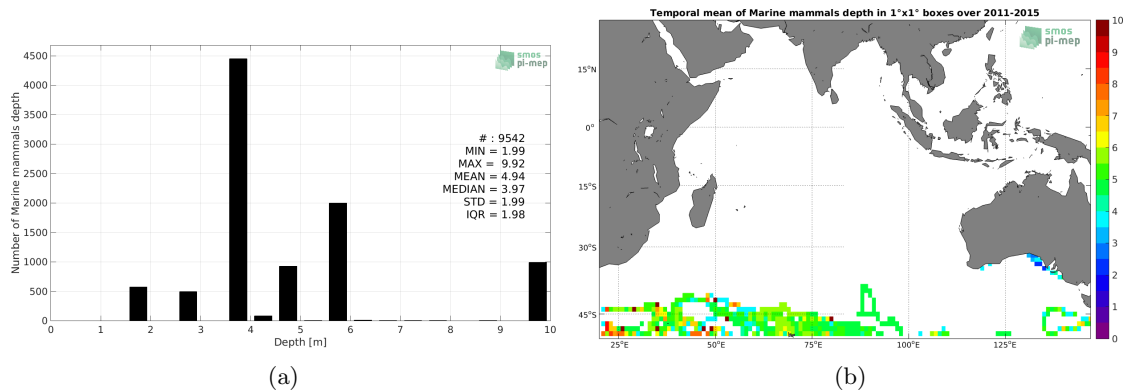 4500
4000
3500
3000
2500
2000
1500
1000
500
0
Number of Marine mammals depth
smos
pi-mep
# : 9542
MIN = 1.99
MAX = 9.92
MEAN = 4.94
MEDIAN = 3.97
STD = 1.99
IQR = 1.98
0 1 2 3 4 5 6 7 8 9 10
Depth [m]
(a)
Temporal mean of Marine mammals depth in 1°x1° boxes over 2011-2015
smos
pi-mep
15°N
0°
15°S
30°S
45°S
25°E 50°E 75°E 100°E 125°E
10
9
8
7
6
5
4
3
2
1
0
(b)